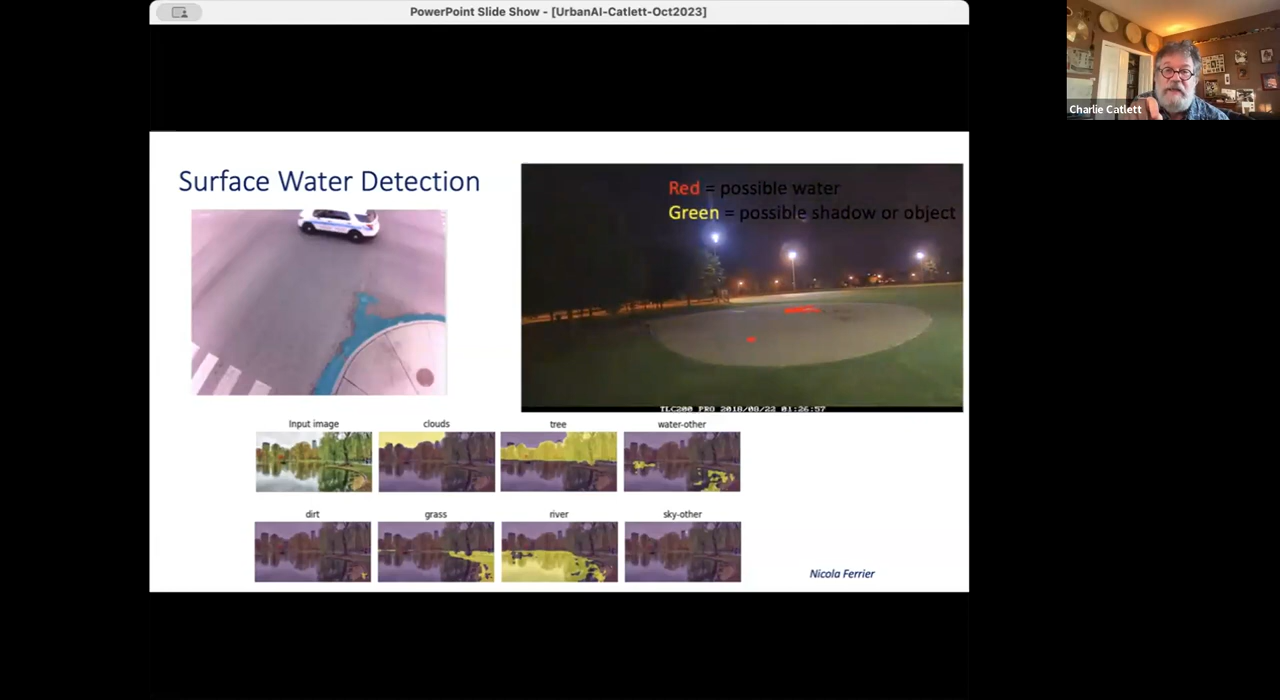 PowerPoint Slide Show - [UrbanAI-Catlett-Oct2023]
Charlie Catlett
Surface Water Detection
Red = possible water
Green = possible shadow or object
TLC200 PRO 2018/08/22 01:26:57
Input image
clouds
tree
water-other
dirt
grass
river
sky-other
Nicola Ferrier